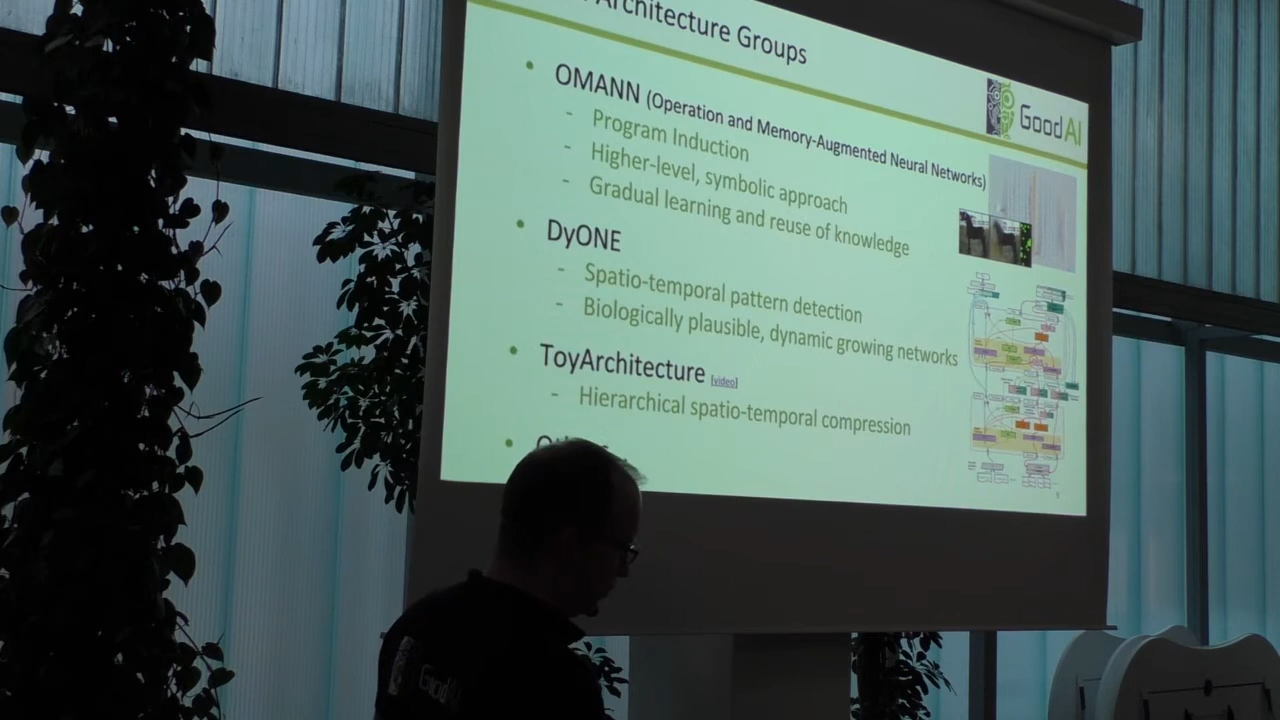 Architecture Groups
GoodAI
• OMANN (Operation and Memory-Augmented Neural Networks)
- Program Induction
- Higher-level, symbolic approach
- Gradual learning and reuse of knowledge
• DyONE
- Spatio-temporal pattern detection
- Biologically plausible, dynamic growing networks
• ToyArchitecture [video]
- Hierarchical spatio-temporal compression
•
GoodAI